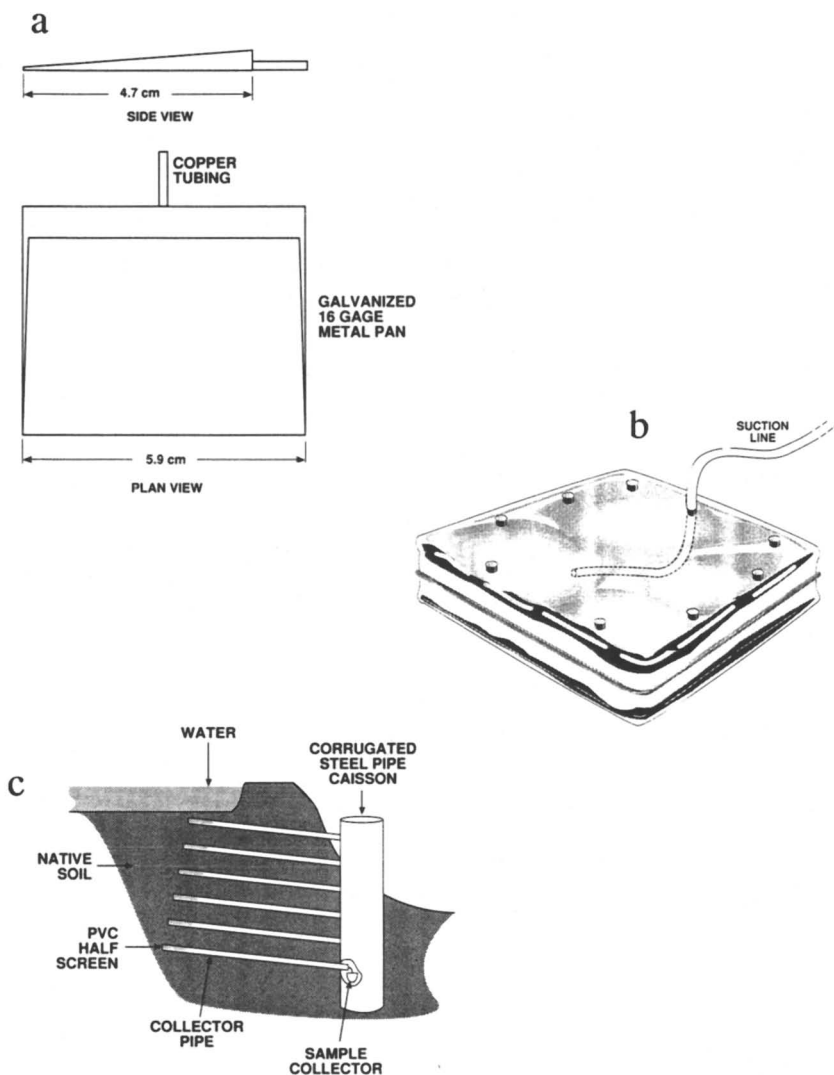 a
4.7 cm
SIDE VIEW
COPPER
TUBING
GALVANIZED
16 GAGE
METAL PAN
5.9 cm
PLAN VIEW
b
SUCTION
LINE
c
WATER
CORRUGATED
STEEL PIPE
CAISSON
NATIVE
SOIL
PVC
HALF
SCREEN
COLLECTOR
PIPE
SAMPLE
COLLECTOR